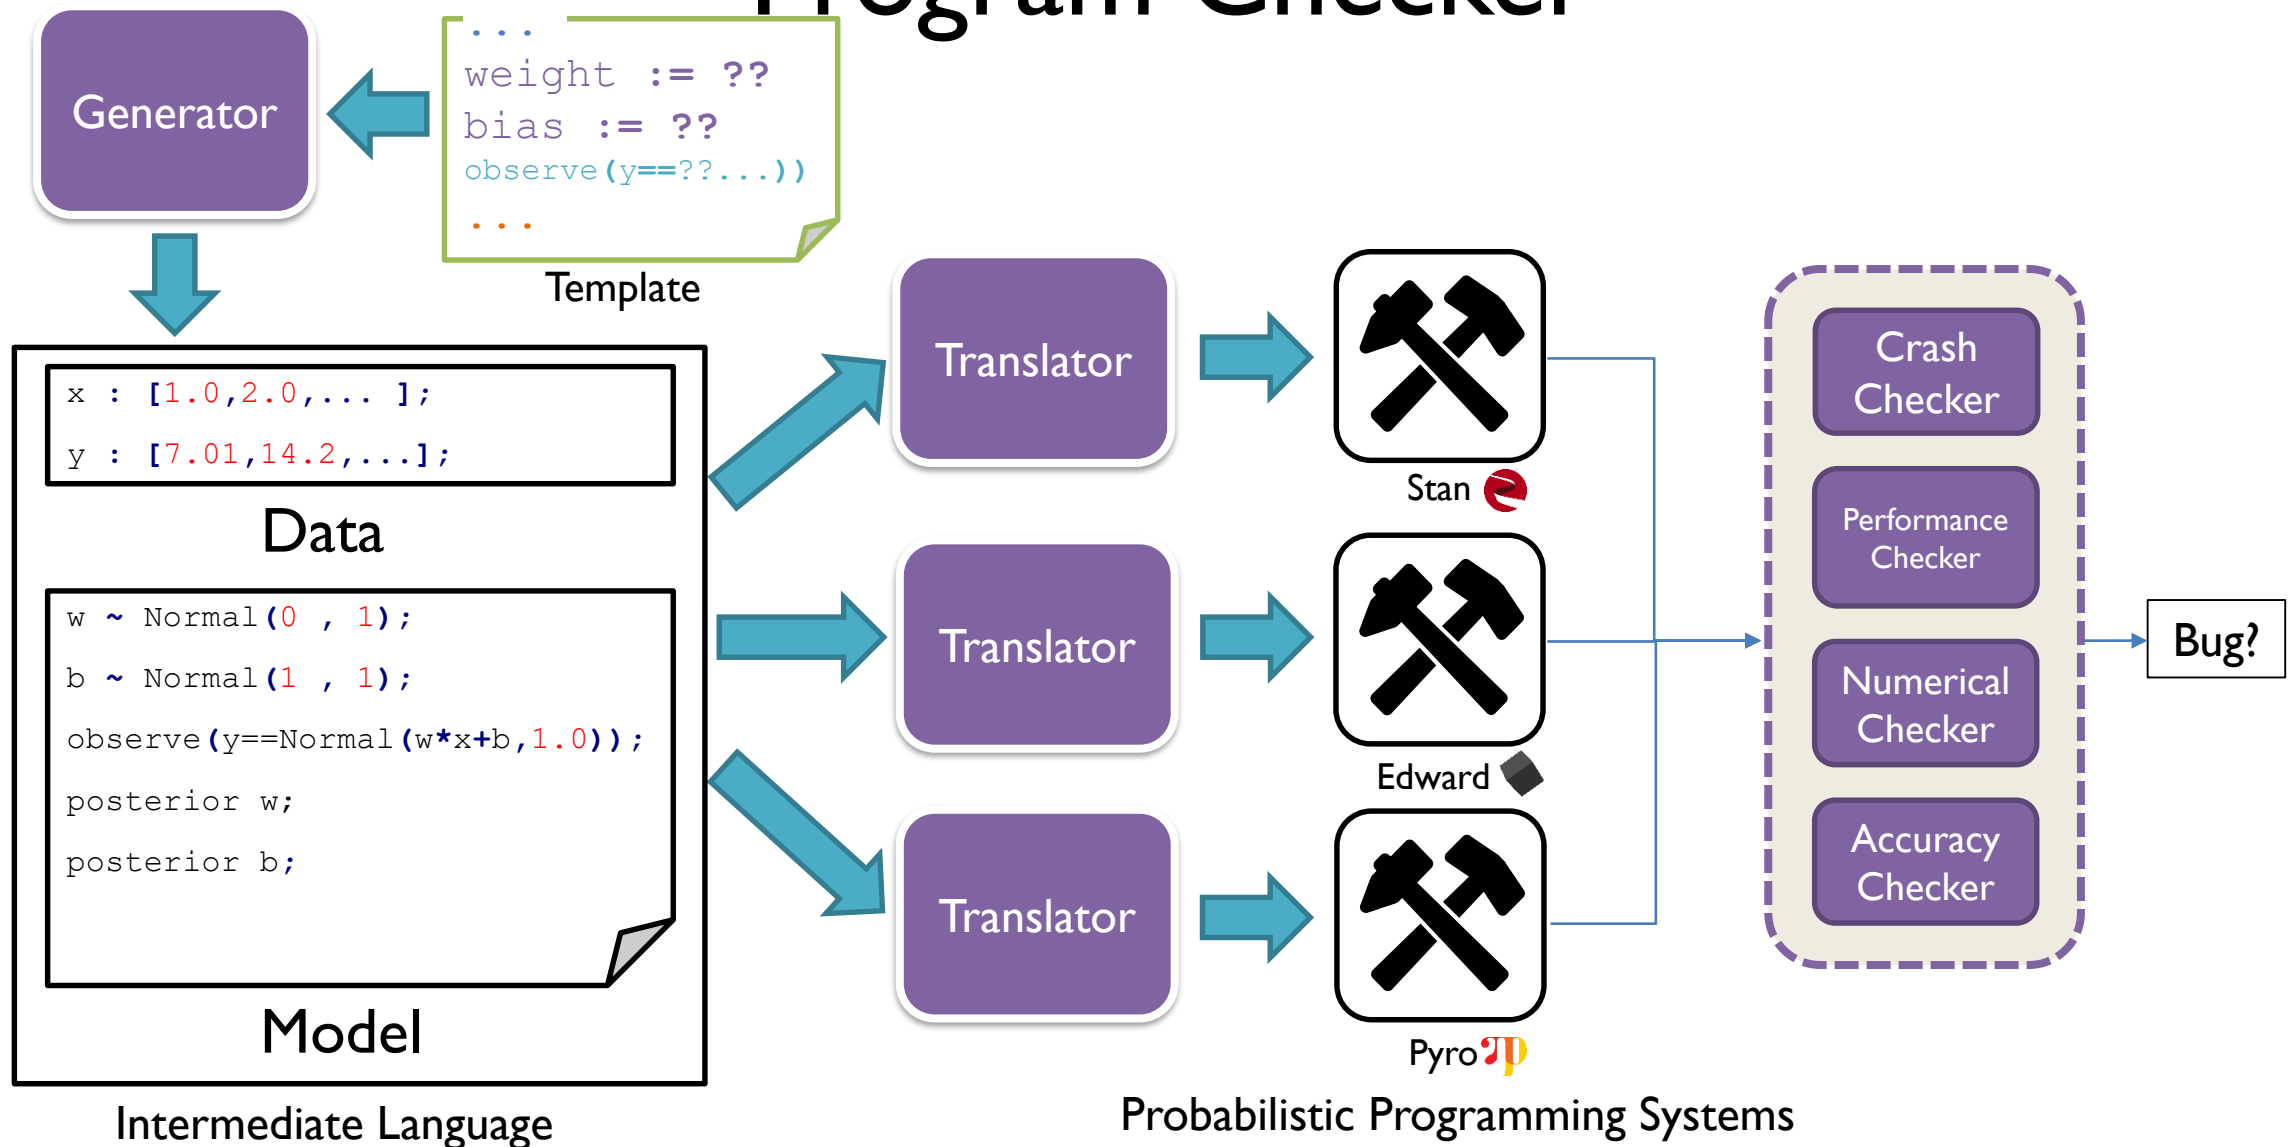 Program Checker
Generator
...
weight := ??
bias := ??
observe(y==??...))
...
Template
x : [1.0,2.0,... ];
y : [7.01,14.2,...];
Data
w ~ Normal(0 , 1);
b ~ Normal(1 , 1);
observe(y==Normal(w*x+b,1.0));
posterior w;
posterior b;
Model
Intermediate Language
Translator
Translator
Translator
Stan
Edward
Pyro
Probabilistic Programming Systems
Crash
Checker
Performance
Checker
Numerical
Checker
Accuracy
Checker
Bug?